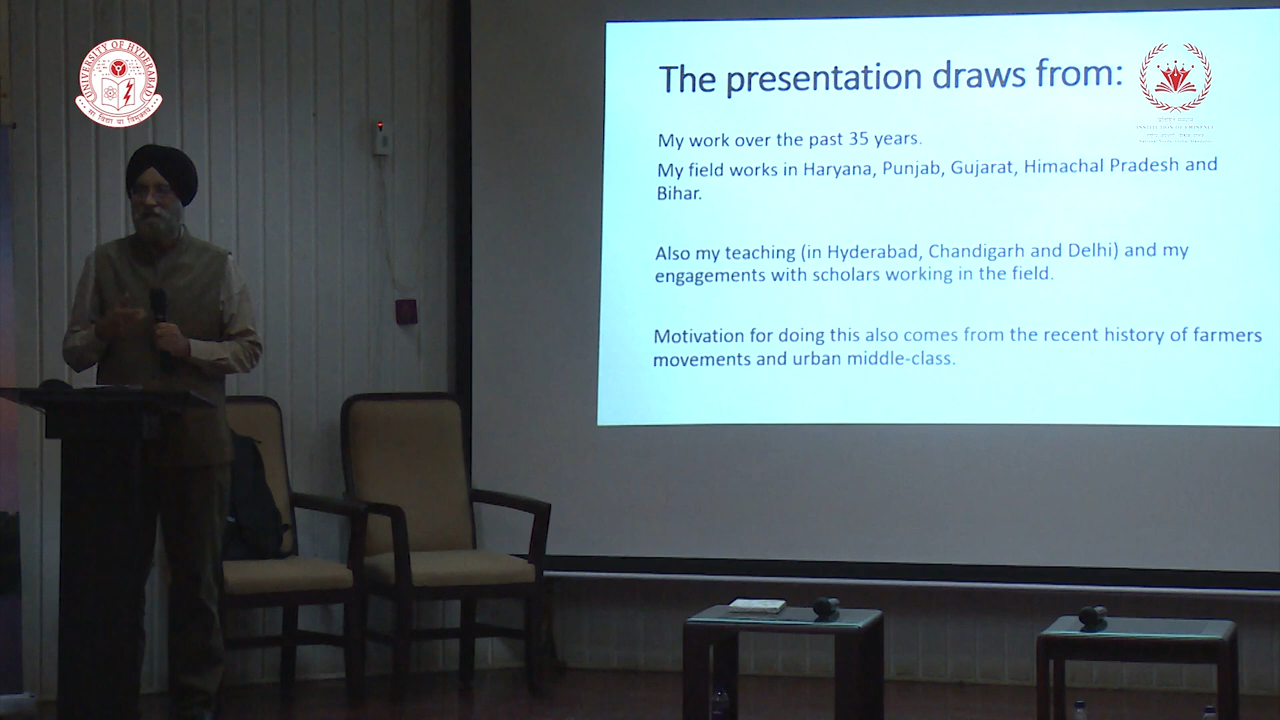 UNIVERSITY OF HYDERABAD
The presentation draws from:
My work over the past 35 years.
My field works in Haryana, Punjab, Gujarat, Himachal Pradesh and
Bihar.
Also my teaching (in Hyderabad, Chandigarh and Delhi) and my
engagements with scholars working in the field.
Motivation for doing this also comes from the recent history of farmers
movements and urban middle-class.